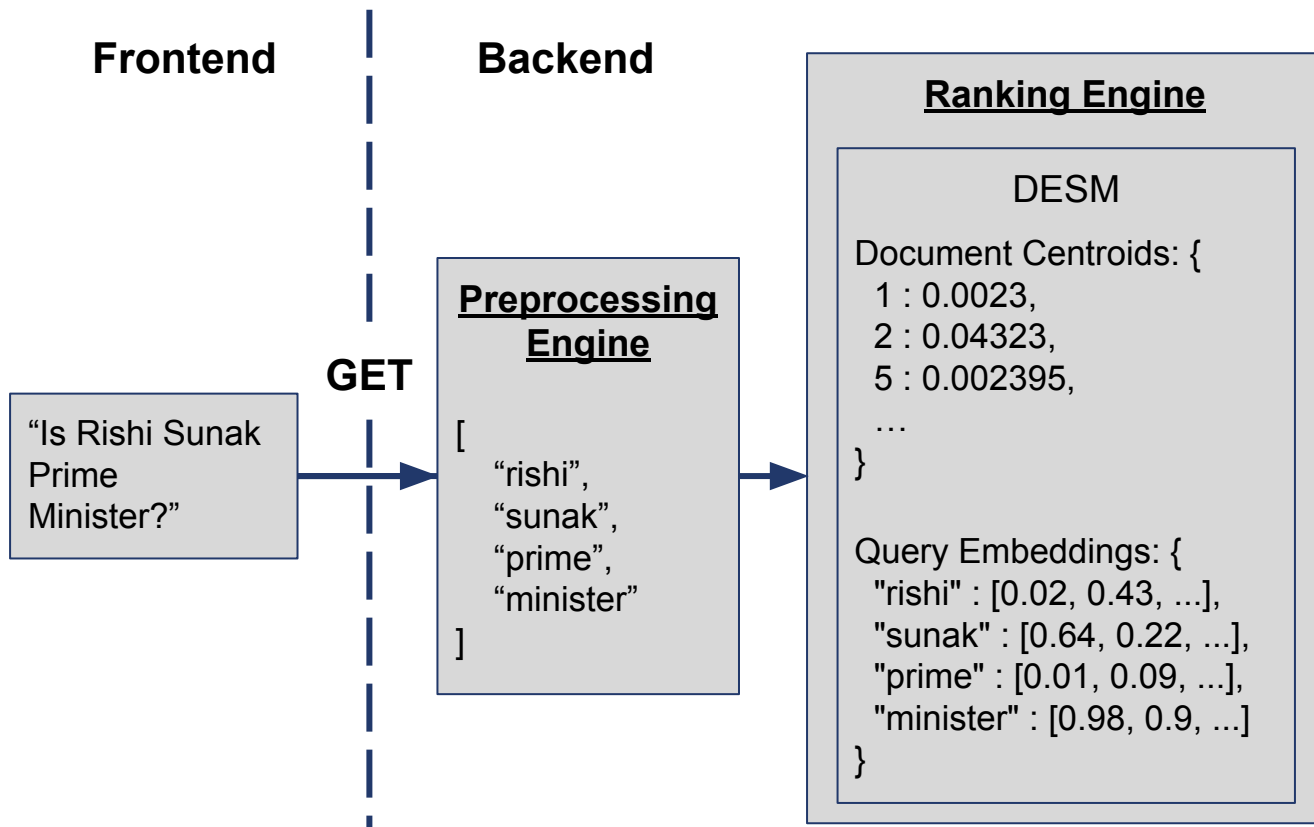 Frontend
Backend
GET
“Is Rishi Sunak
Prime
Minister?”
Preprocessing
Engine
[
“rishi”,
“sunak”,
“prime”,
“minister”
]
Ranking Engine
DESM
Document Centroids: {
1 : 0.0023,
2 : 0.04323,
5 : 0.002395,
…
}
Query Embeddings: {
"rishi" : [0.02, 0.43, ...],
"sunak" : [0.64, 0.22, ...],
"prime" : [0.01, 0.09, ...],
"minister" : [0.98, 0.9, ...]
}